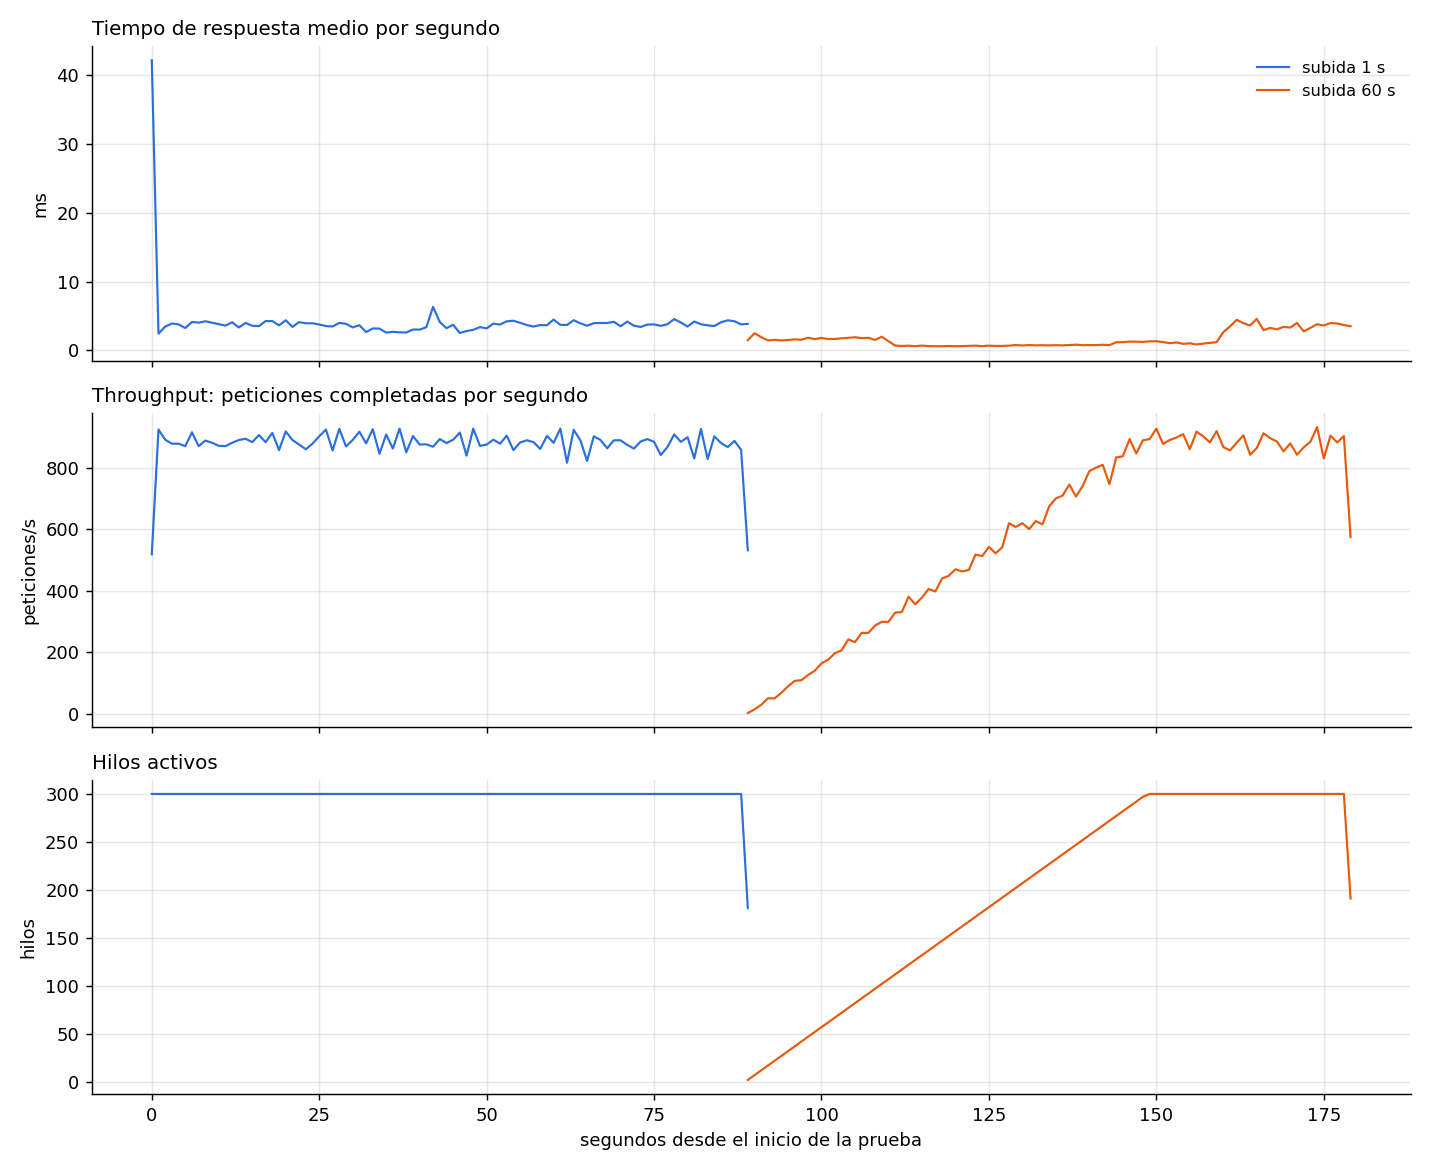 Tiempo de respuesta medio por segundo
subida 1 s
subida 60 s
40
30
20
10
0
ms
Throughput: peticiones completadas por segundo
800
600
400
200
0
peticiones/s
Hilos activos
300
250
200
150
100
50
0
hilos
0 25 50 75 100 125 150 175
segundos desde el inicio de la prueba